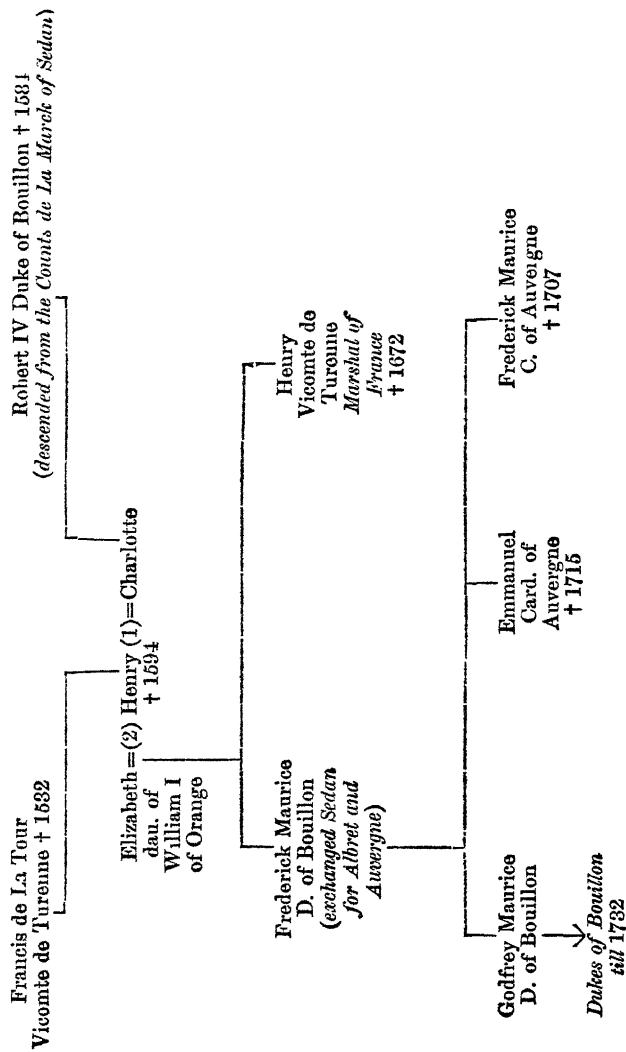 Francis de La Tour
Vicomte de Turenne † 1532
Robert IV Duke of Bouillon † 1581
(descended from the Counts de La Marck of Sedan)
Elizabeth=(2) Henry (1)=Charlotte
dau. of
† 1594
William I
of Orange
Frederick Maurice
D. of Bouillon
(exchanged Sedan
for Albret and
Auvergne)
Henry
Vicomte de
Turenne
Marshal of
France
† 1672
Godfrey Maurice
D. of Bouillon
Dukes of Bouillon
till 1732
Emmanuel
Card. of
Auvergne
† 1715
Frederick Maurice
C. of Auvergne
† 1707